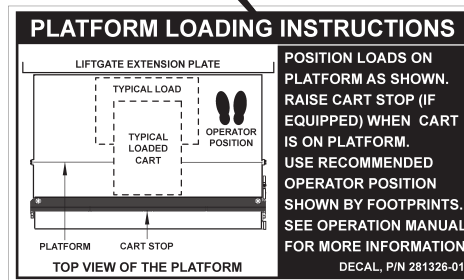 PLATFORM LOADING INSTRUCTIONS
LIFTGATE EXTENSION PLATE
TYPICAL LOAD
TYPICAL
LOADED
CART
OPERATOR
POSITION
PLATFORM
CART STOP
TOP VIEW OF THE PLATFORM
POSITION LOADS ON
PLATFORM AS SHOWN.
RAISE CART STOP (IF
EQUIPPED) WHEN CART
IS ON PLATFORM.
USE RECOMMENDED
OPERATOR POSITION
SHOWN BY FOOTPRINTS.
SEE OPERATION MANUAL
FOR MORE INFORMATION
DECAL, P/N 281326-01